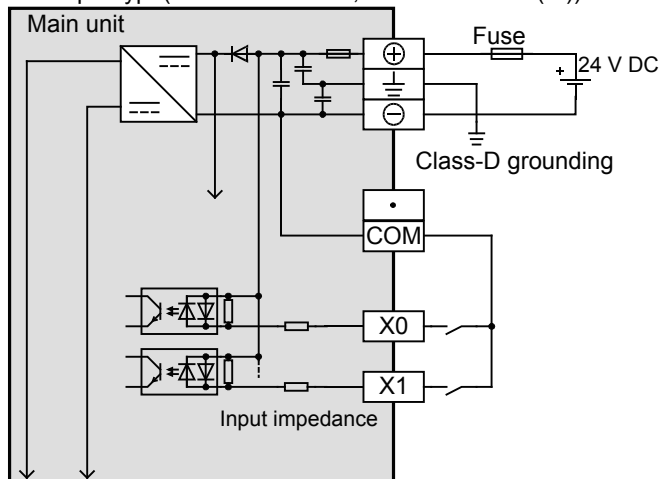 Main unit
Fuse
24 V DC
+
Class-D grounding
COM
X0
X1
Input impedance